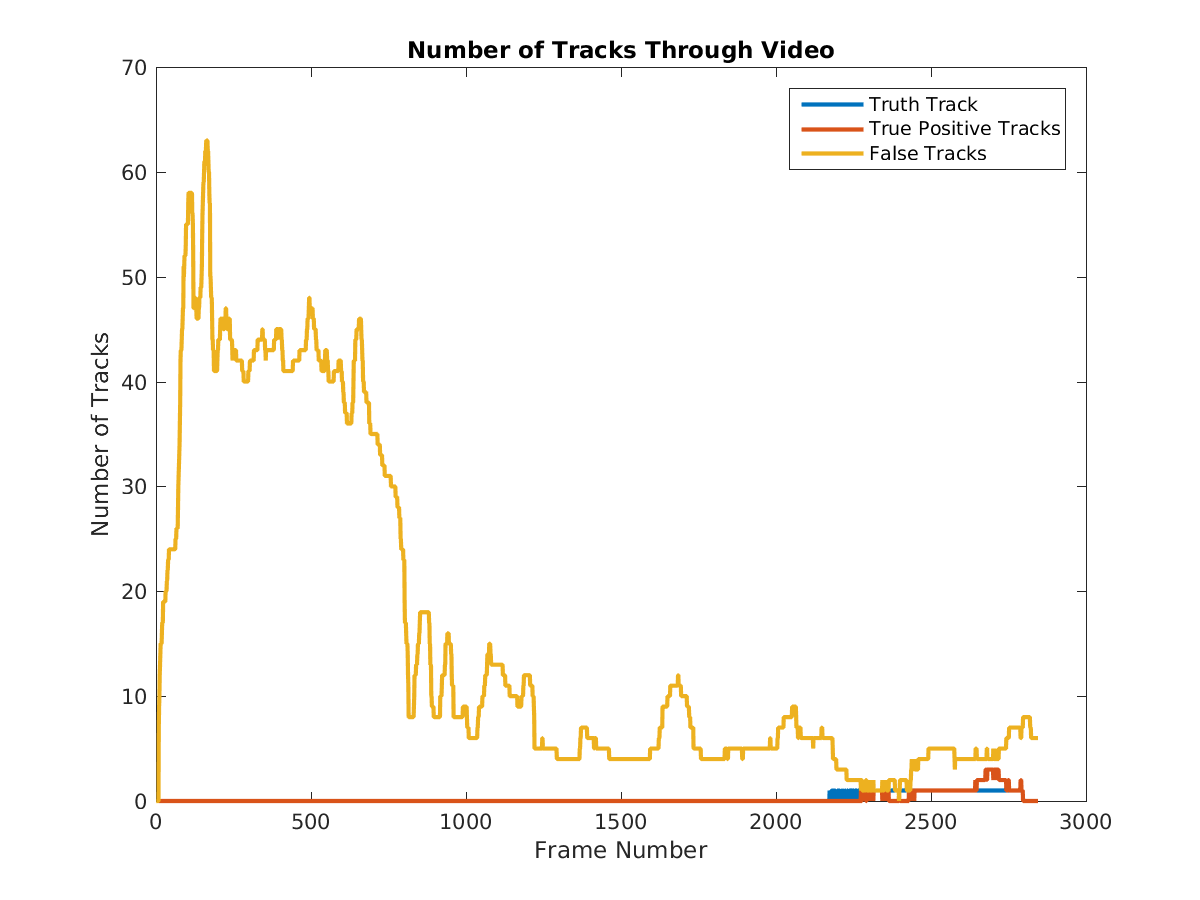 Number of Tracks Through Video
70
60
50
40
30
20
10
0
Number of Tracks
Truth Track
True Positive Tracks
False Tracks
0 500 1000 1500 2000 2500 3000
Frame Number